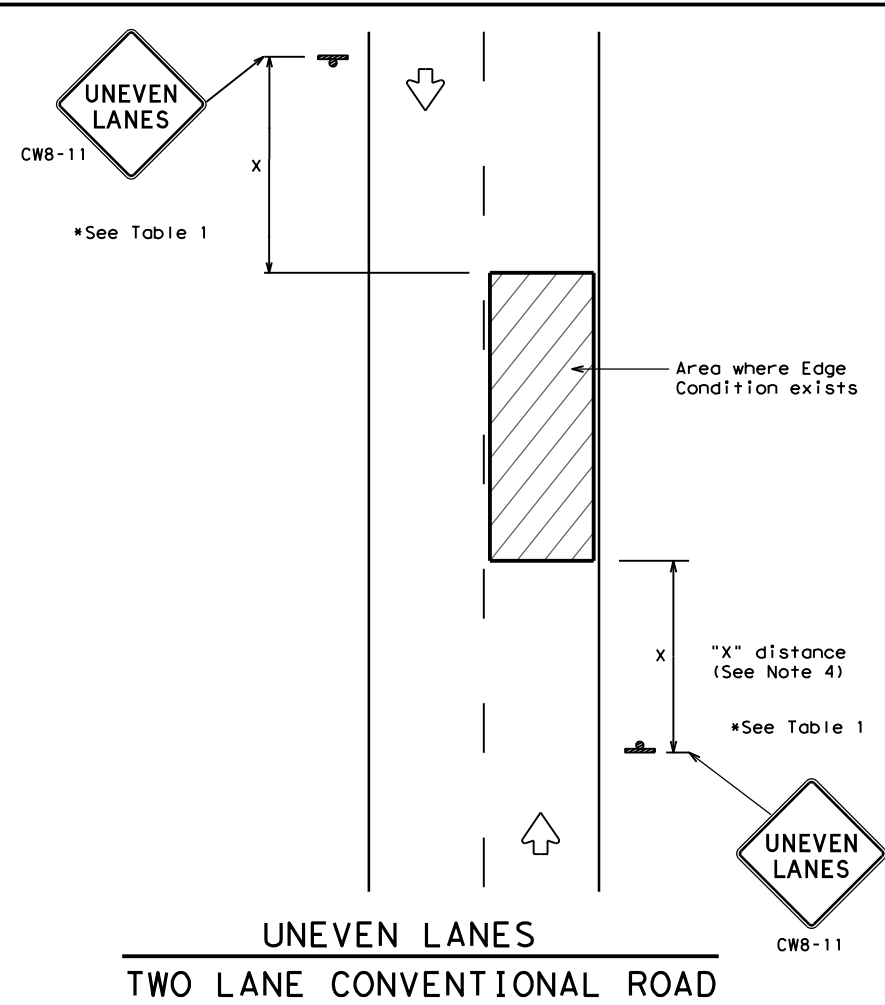 UNEVEN
LANES
CW8-11
X
*See Table 1
Area where Edge
Condition exists
X
"X" distance
(See Note 4)
*See Table 1
UNEVEN
LANES
CW8-11
UNEVEN LANES
TWO LANE CONVENTIONAL ROAD